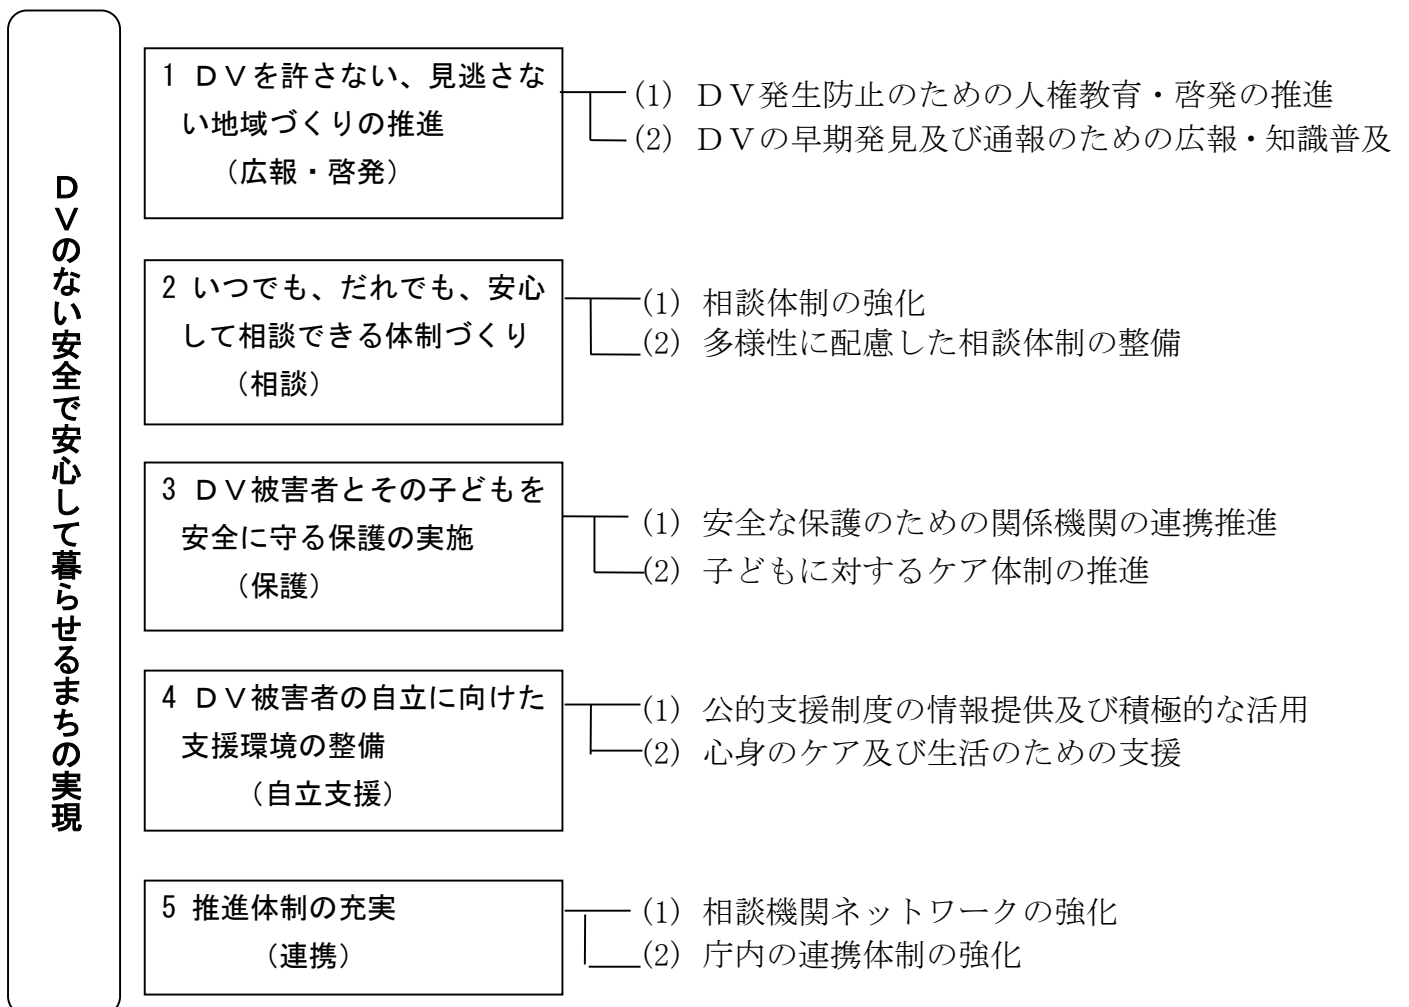 ＤＶのない安全で安心して暮らせるまちの実現
1 ＤＶを許さない、見逃さな
い地域づくりの推進
（広報・啓発）
(1) ＤＶ発生防止のための人権教育・啓発の推進
(2) ＤＶの早期発見及び通報のための広報・知識普及
2 いつでも、だれでも、安心
して相談できる体制づくり
（相談）
(1) 相談体制の強化
(2) 多様性に配慮した相談体制の整備
3 ＤＶ被害者とその子どもを
安全に守る保護の実施
（保護）
(1) 安全な保護のための関係機関の連携推進
(2) 子どもに対するケア体制の推進
4 ＤＶ被害者の自立に向けた
支援環境の整備
（自立支援）
(1) 公的支援制度の情報提供及び積極的な活用
(2) 心身のケア及び生活のための支援
5 推進体制の充実
（連携）
(1) 相談機関ネットワークの強化
(2) 庁内の連携体制の強化